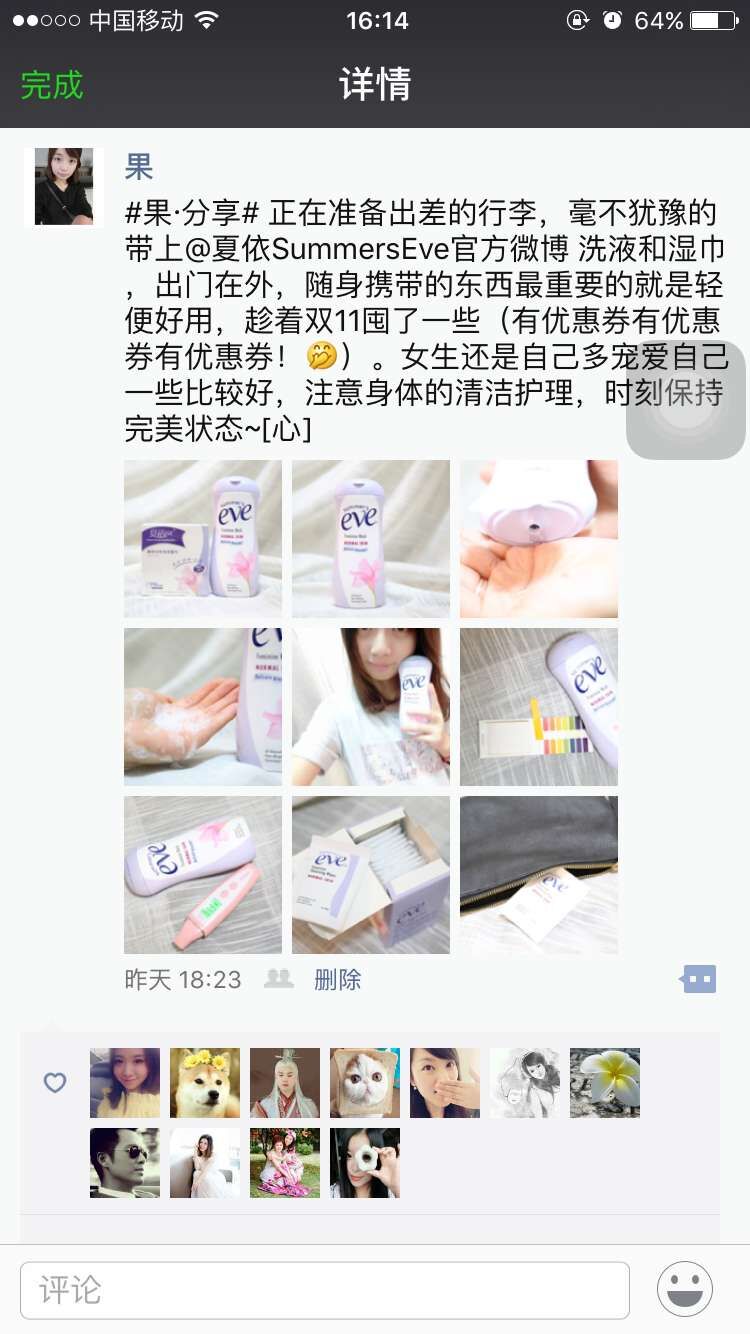 中国移动 16:14 64%
完成 详情
果
#果·分享# 正在准备出差的行李，毫不犹豫的
带上@夏依SummersEve官方微博 洗液和湿巾
，出门在外，随身携带的东西最重要的就是轻
便好用，趁着双11囤了一些（有优惠券有优惠
券有优惠券！🤭）。女生还是自己多宠爱自己
一些比较好，注意身体的清洁护理，时刻保持
完美状态~[心]
eve
eve
eve
eve
eve
eve
eve
eve
昨天 18:23 删除
评论